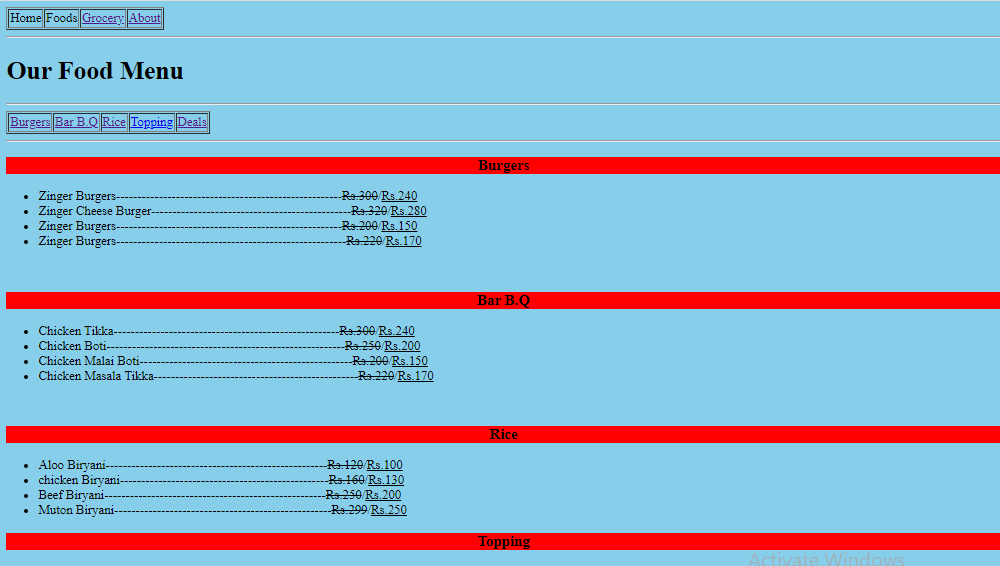 Home Foods Grocery About
Our Food Menu
Burgers Bar B.Q Rice Topping Deals
Burgers
Zinger Burgers------------------------------------------------------Rs.300/Rs.240
Zinger Cheese Burger------------------------------------------------Rs.320/Rs.280
Zinger Burgers------------------------------------------------------Rs.200/Rs.150
Zinger Burgers-------------------------------------------------------Rs.220/Rs.170
Bar B.Q
Chicken Tikka------------------------------------------------------Rs.300/Rs.240
Chicken Boti---------------------------------------------------------Rs.250/Rs.200
Chicken Malai Boti---------------------------------------------------Rs.200/Rs.150
Chicken Masala Tikka-------------------------------------------------Rs.220/Rs.170
Rice
Aloo Biryani-----------------------------------------------------Rs.120/Rs.100
chicken Biryani--------------------------------------------------Rs.160/Rs.130
Beef Biryani-----------------------------------------------------Rs.250/Rs.200
Muton Biryani----------------------------------------------------Rs.299/Rs.250
Topping
Activate Windows